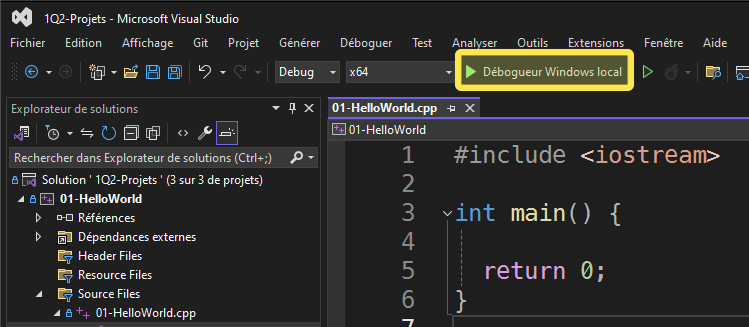 1Q2-Projets - Microsoft Visual Studio
Fichier Edition Affichage Git Projet Générer Déboguer Test Analyser Outils Extensions Fenêtre Aide
Debug x64 Débogueur Windows local
Explorateur de solutions
Rechercher dans Explorateur de solutions (Ctrl+;)
Solution ' 1Q2-Projets ' (3 sur 3 de projets)
01-HelloWorld
Références
Dépendances externes
Header Files
Resource Files
Source Files
01-HelloWorld.cpp
01-HelloWorld.cpp
01-HelloWorld
1 #include <iostream>
2
3 int main() {
4
5 return 0;
6 }
7